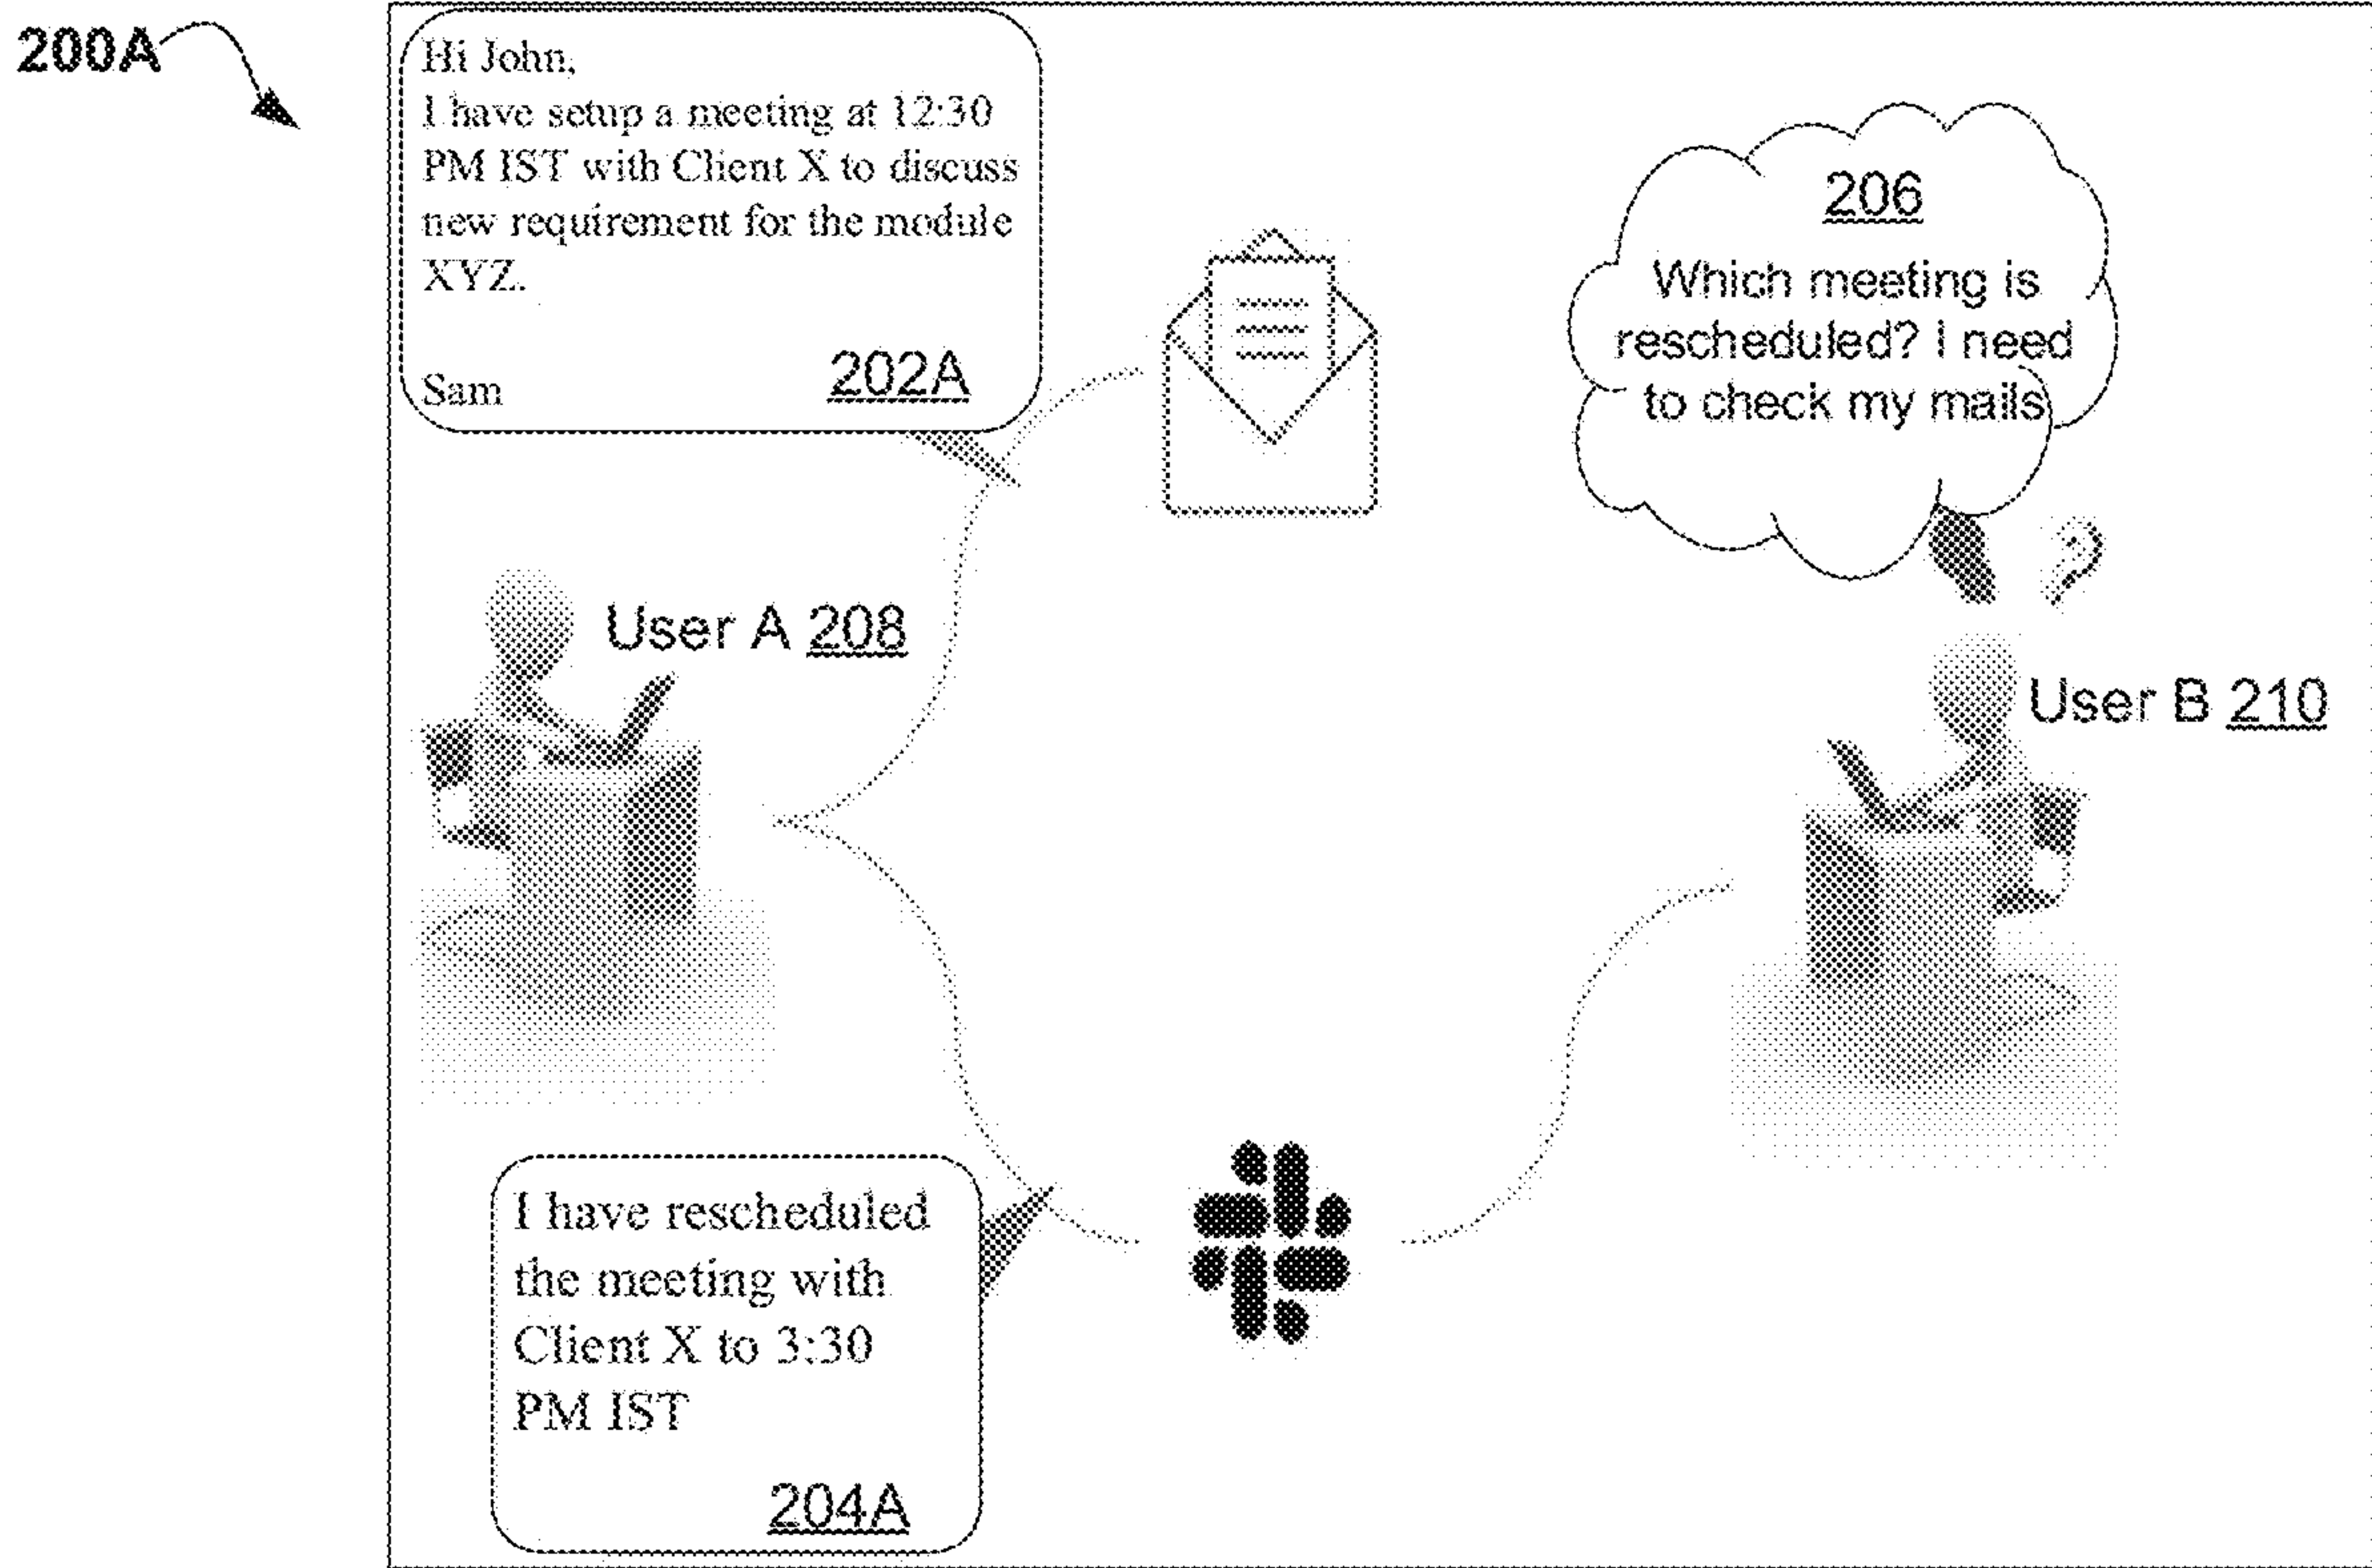 200A
Hi John,
I have setup a meeting at 12:30
PM IST with Client X to discuss
new requirement for the module
XYZ.
Sam
202A
206
Which meeting is
rescheduled? I need
to check my mails
User A 208
User B 210
I have rescheduled
the meeting with
Client X to 3:30
PM IST
204A